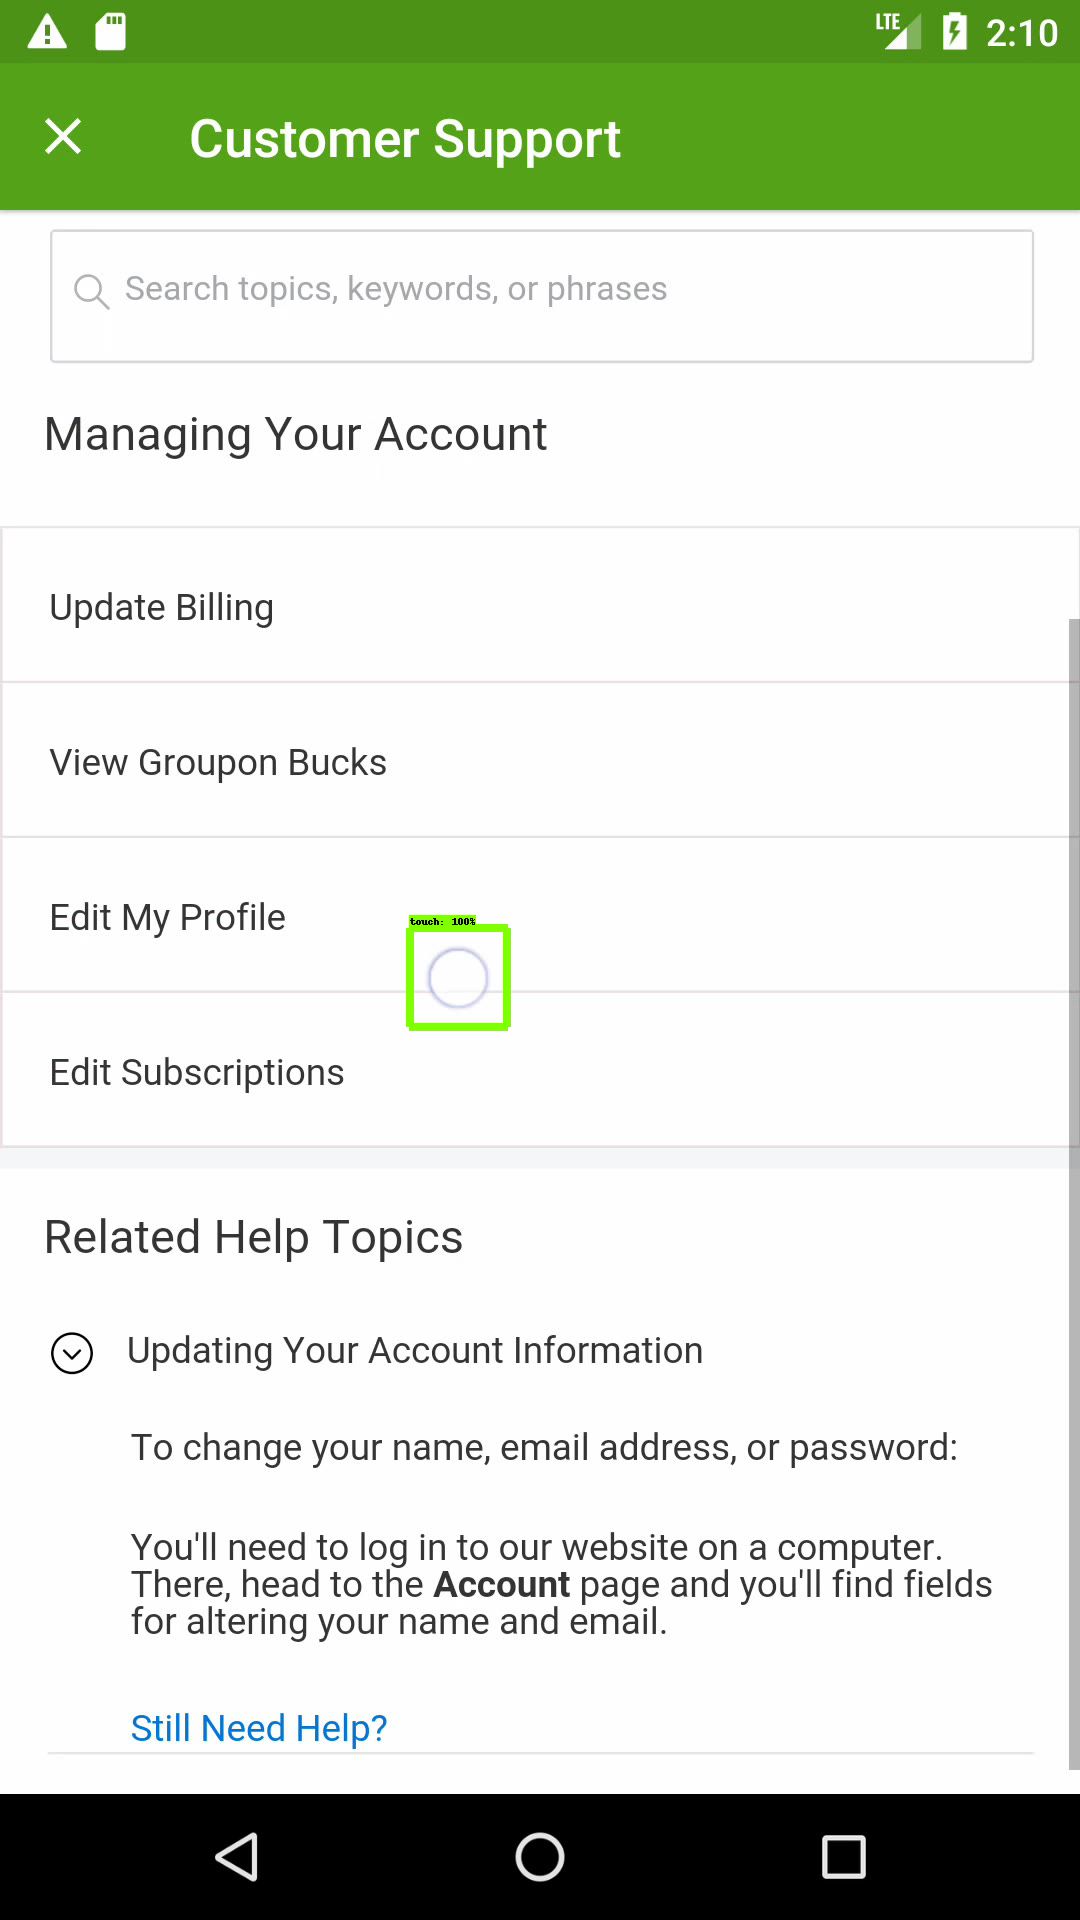 LTE 2:10
Customer Support
Search topics, keywords, or phrases
Managing Your Account
Update Billing
View Groupon Bucks
Edit My Profile
touch: 100%
Edit Subscriptions
Related Help Topics
Updating Your Account Information
To change your name, email address, or password:
You'll need to log in to our website on a computer.
There, head to the Account page and you'll find fields
for altering your name and email.
Still Need Help?